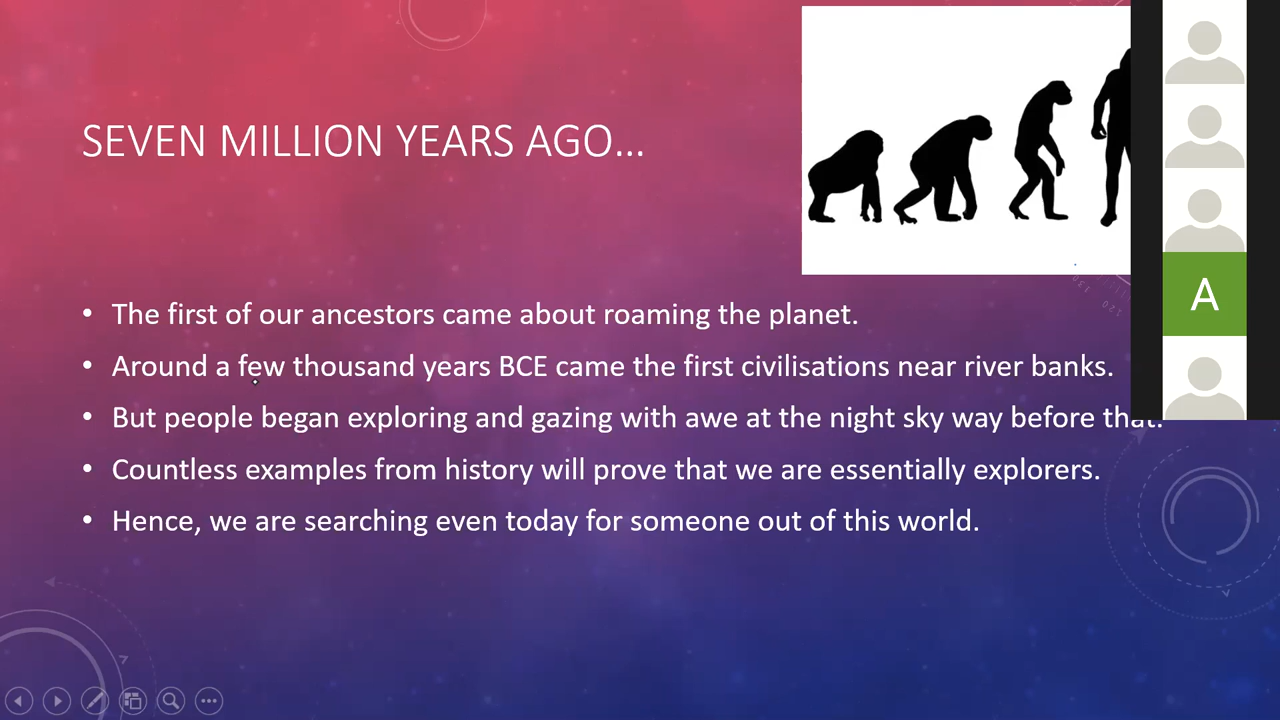 SEVEN MILLION YEARS AGO…
• The first of our ancestors came about roaming the planet.
• Around a few thousand years BCE came the first civilisations near river banks.
• But people began exploring and gazing with awe at the night sky way before that.
• Countless examples from history will prove that we are essentially explorers.
• Hence, we are searching even today for someone out of this world.
A